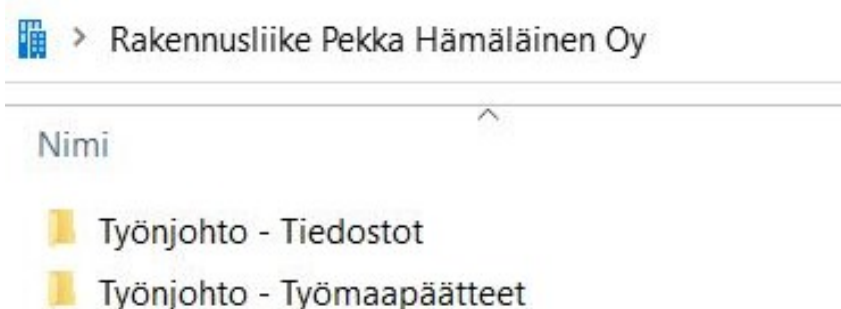 > Rakennusliike Pekka Hämäläinen Oy
Nimi
Työnjohto - Tiedostot
Työnjohto - Työmaapäätteet